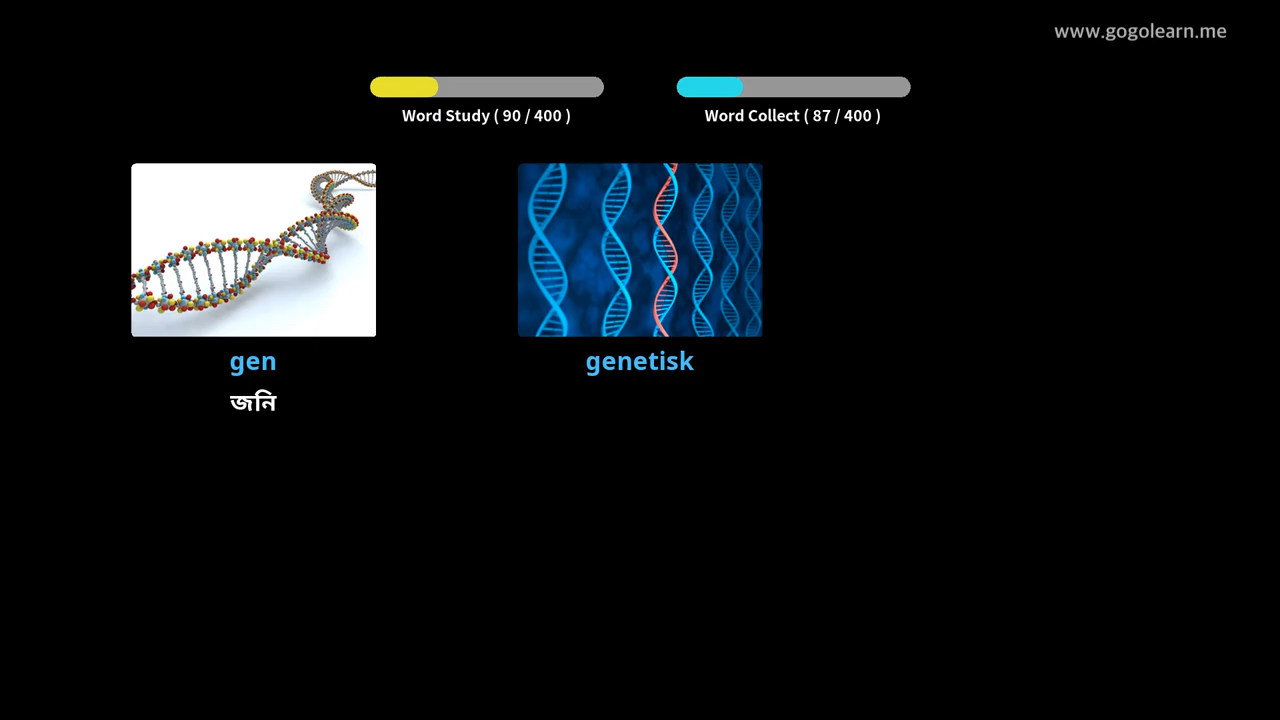 www.gogolearn.me
Word Study ( 90 / 400 )
Word Collect ( 87 / 400 )
gen
genetisk
জনি